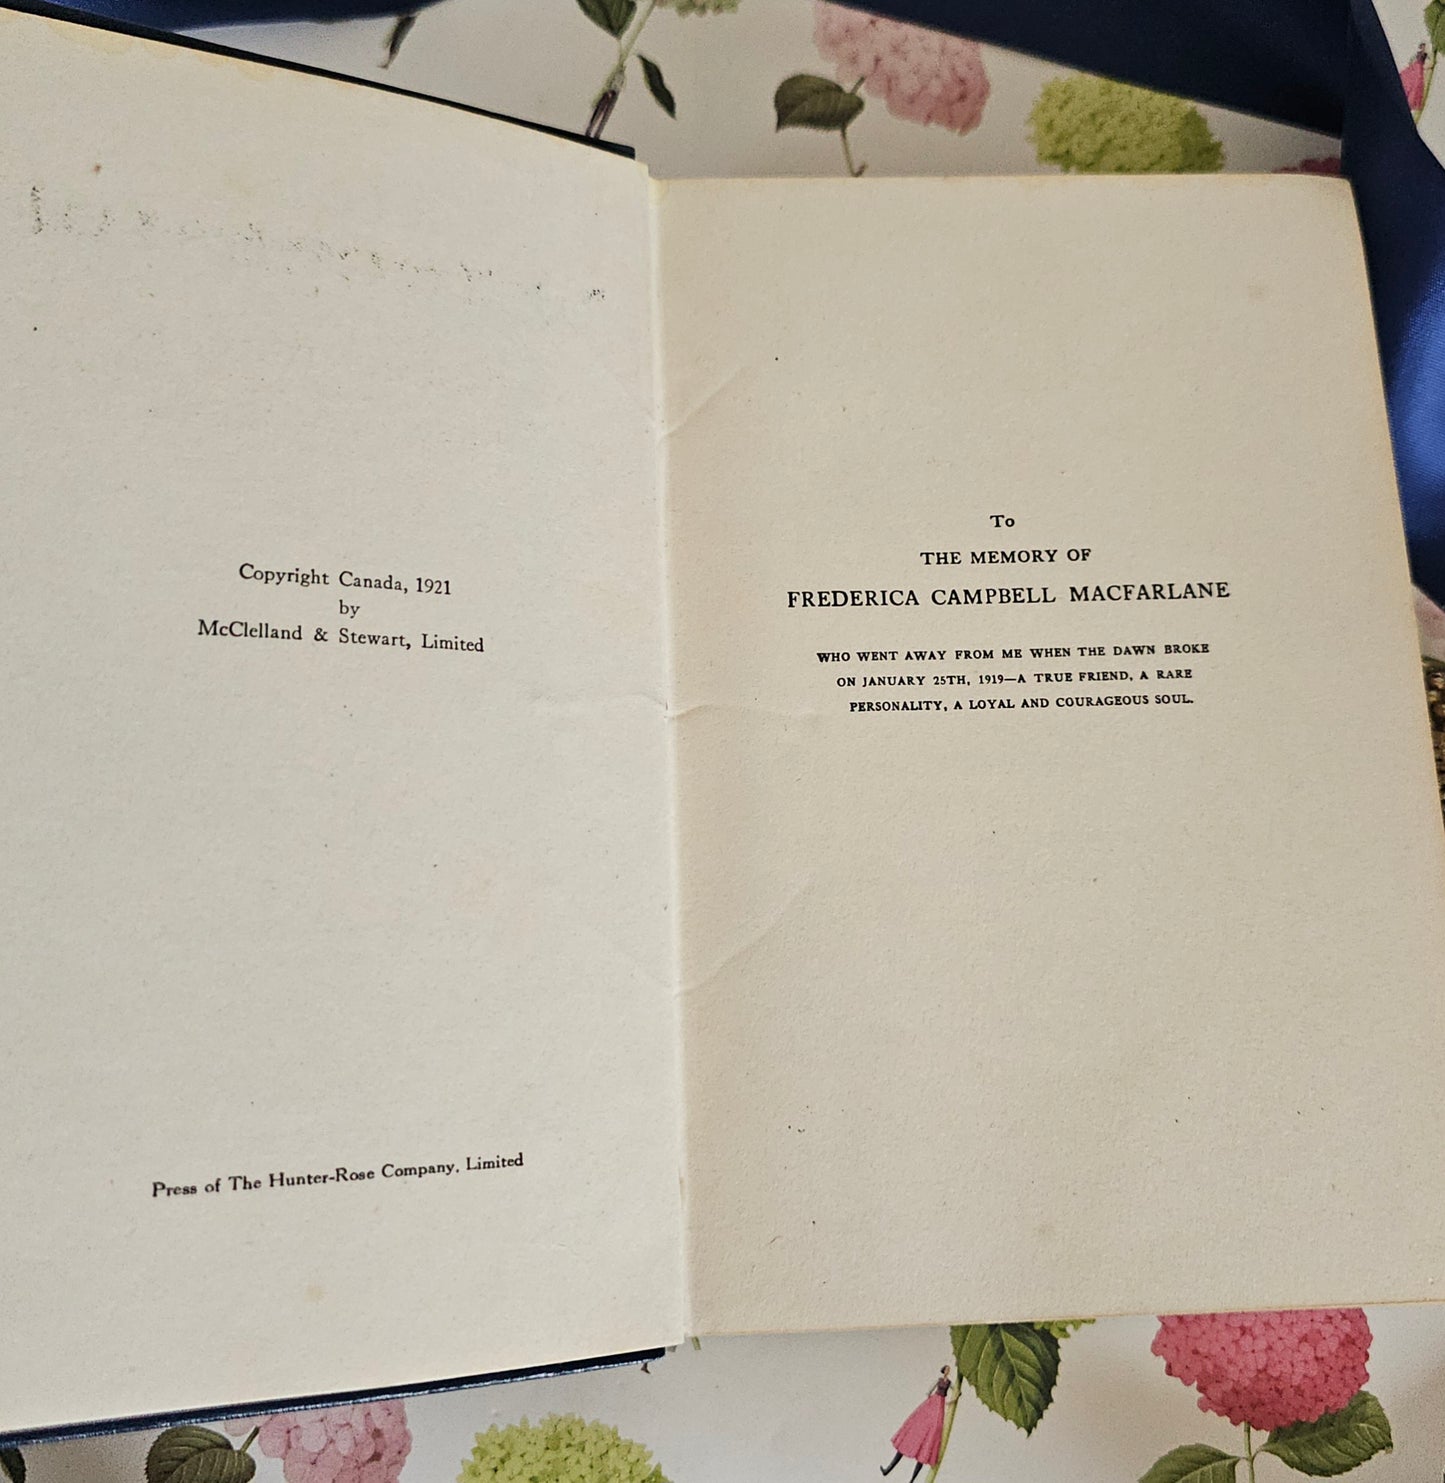 Copyright Canada, 1921
by
McClelland & Stewart, Limited
Press of The Hunter-Rose Company, Limited
To
THE MEMORY OF
FREDERICA CAMPBELL MACFARLANE
WHO WENT AWAY FROM ME WHEN THE DAWN BROKE
ON JANUARY 25TH, 1919—A TRUE FRIEND, A RARE
PERSONALITY, A LOYAL AND COURAGEOUS SOUL.